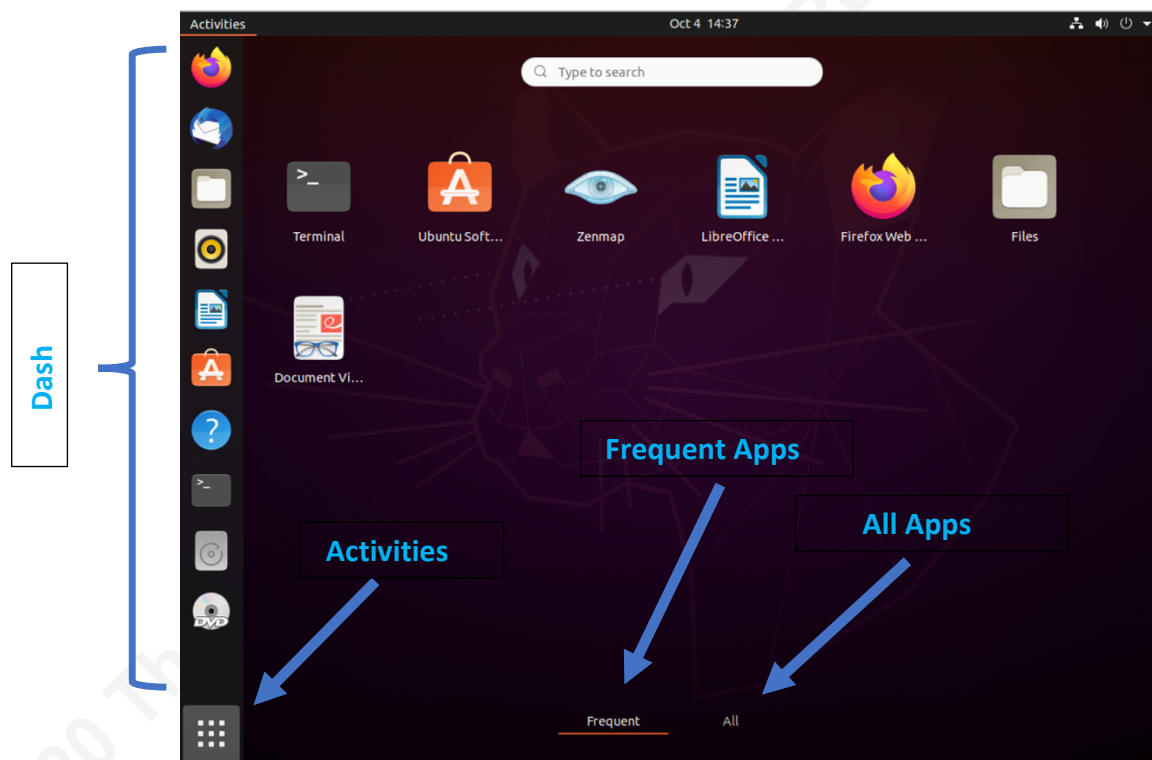 Activities
Oct 4 14:37
Type to search
>_
Terminal
Ubuntu Soft...
Zenmap
LibreOffice ...
Firefox Web ...
Files
Document Vi...
Dash
?
>_
DVD
Frequent Apps
All Apps
Activities
Frequent
All